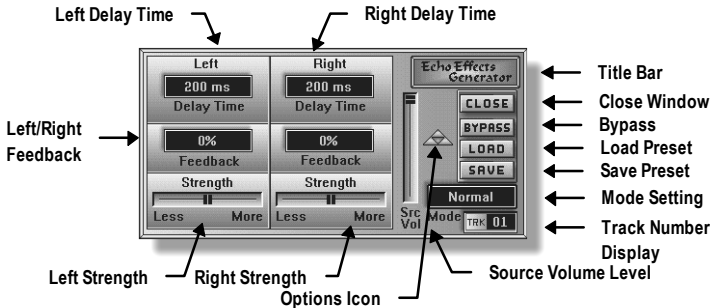 Left Delay Time
Right Delay Time
Left
Right
Echo Effects
Generator
Title Bar
200 ms
200 ms
CLOSE
Close Window
Delay Time
Delay Time
BYPASS
Bypass
Left/Right
Feedback
0%
0%
LOAD
Load Preset
Feedback
Feedback
SAVE
Save Preset
Strength
Strength
Normal
Mode Setting
Less
More
Less
More
Src
Vol
Mode
TRK 01
Track Number
Display
Left Strength
Right Strength
Source Volume Level
Options Icon